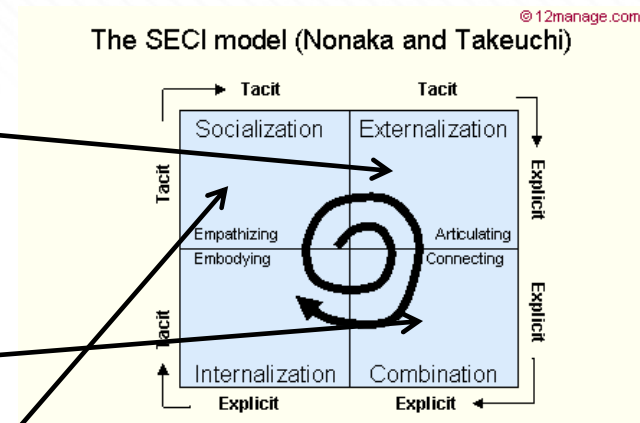 ©12manage.com
The SECI model (Nonaka and Takeuchi)
Tacit Tacit
Socialization Externalization
Tacit
Explicit
Empathizing Articulating
Embodying Connecting
Tacit
Explicit
Internalization Combination
Explicit Explicit